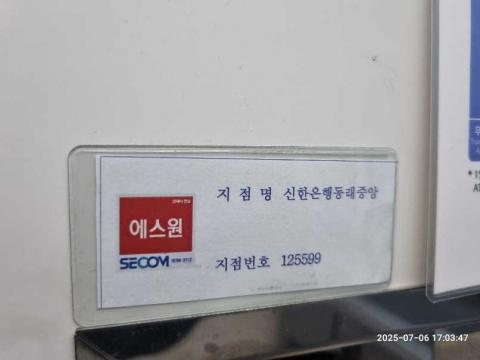 지 점 명 신한은행동래중앙
에스원
SECOM
지점번호 125599
AT
2025-07-06 17:03:47